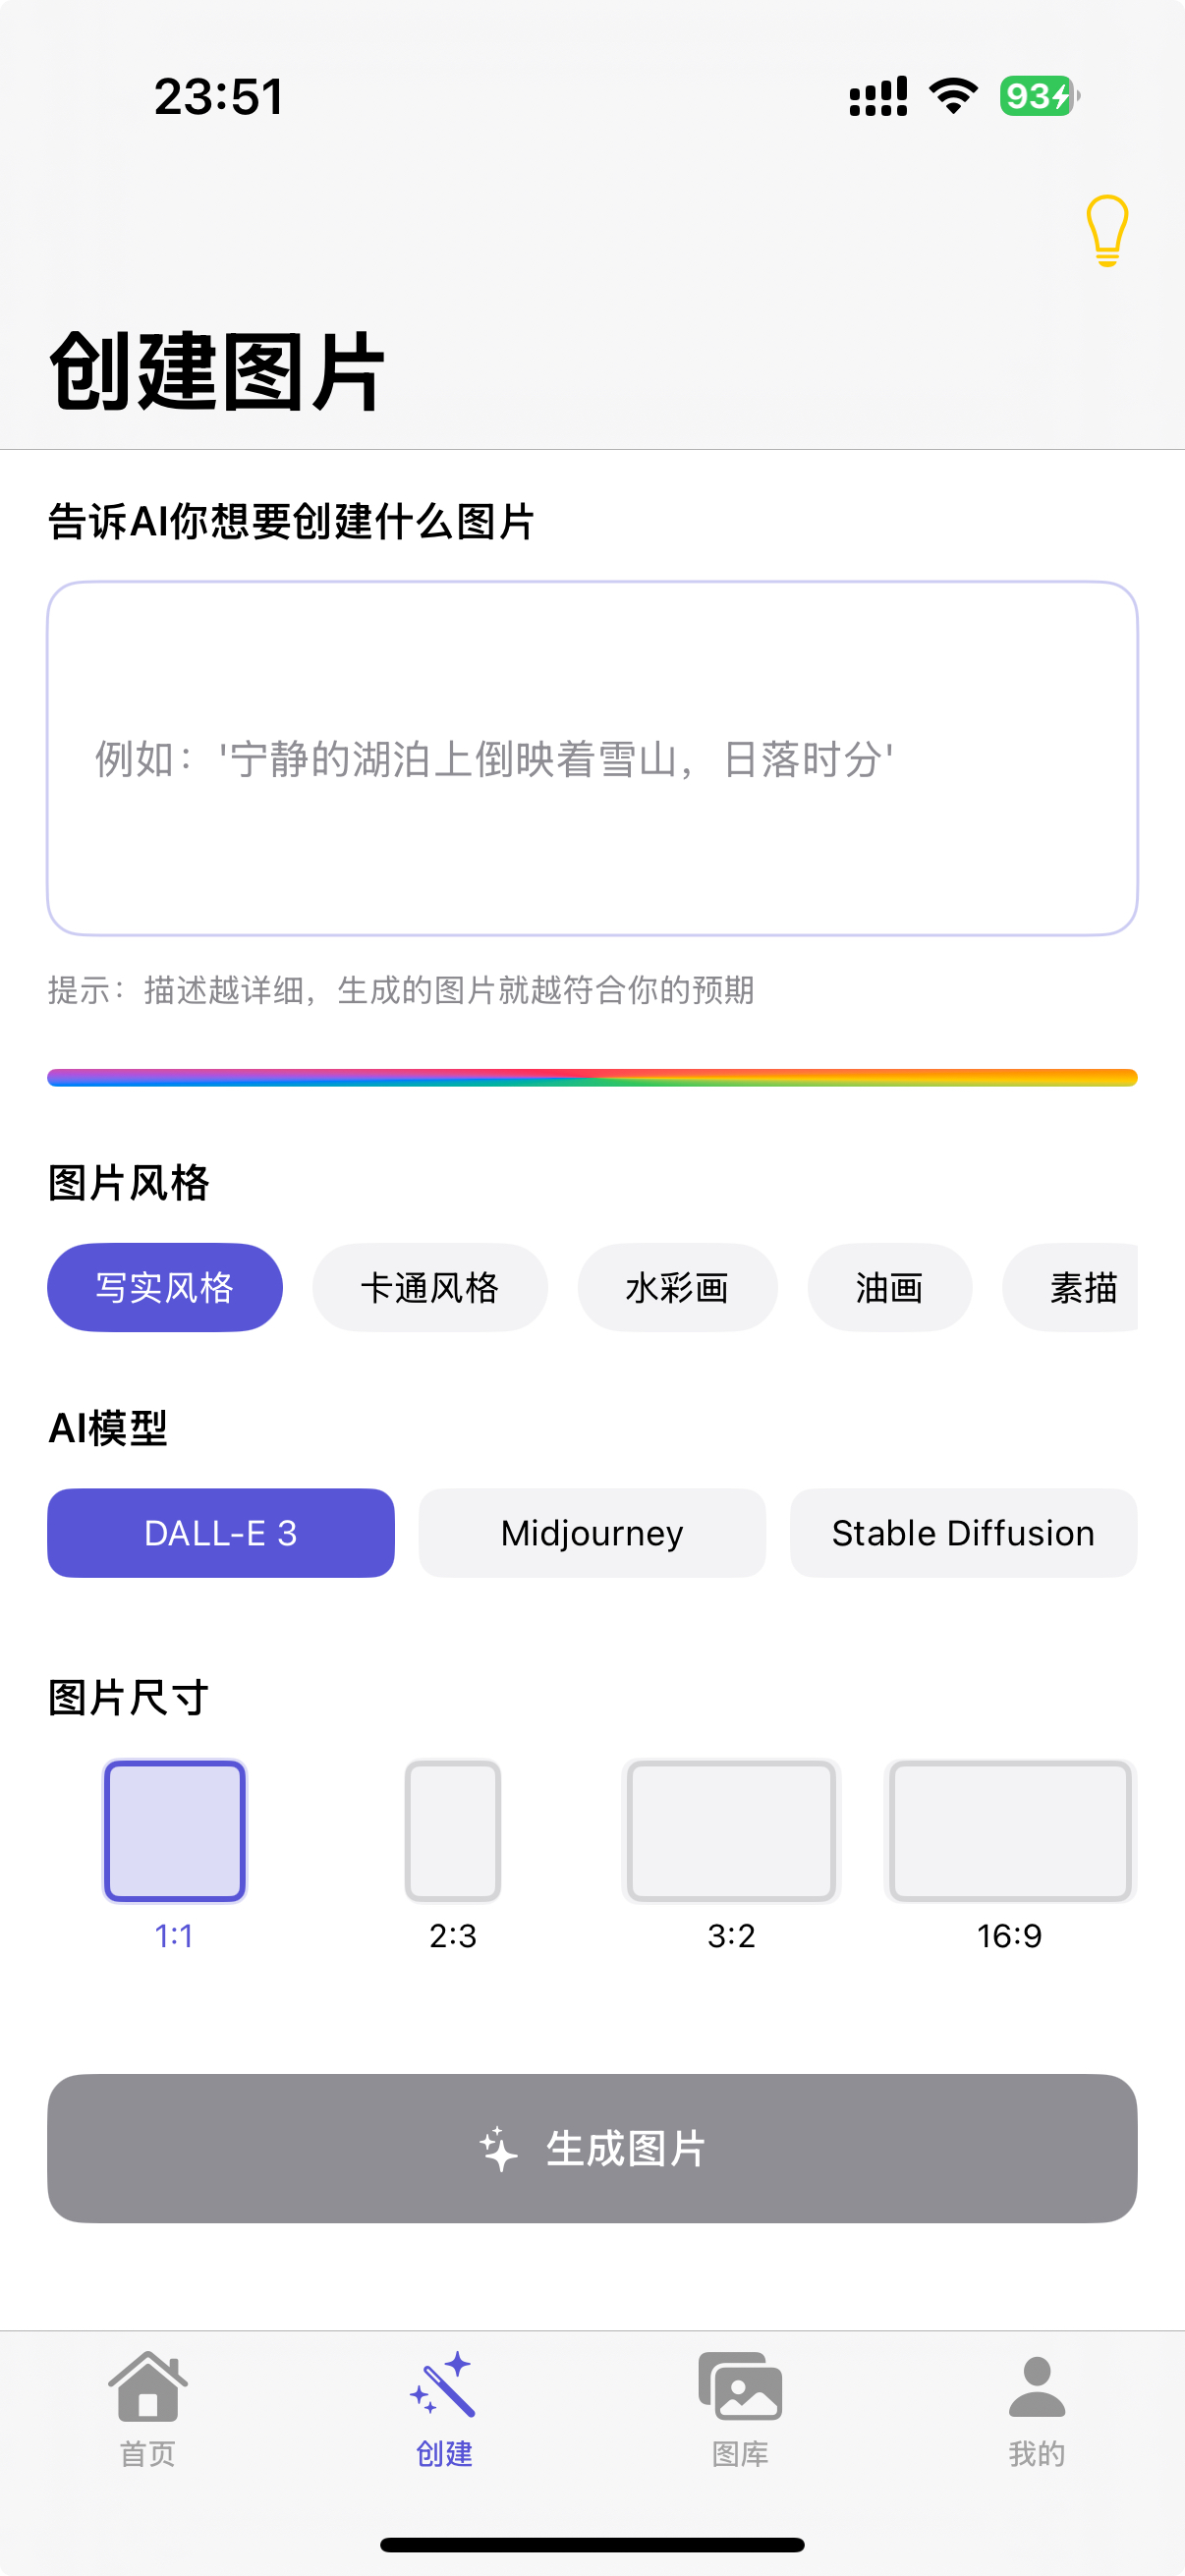 23:51
93
创建图片
告诉AI你想要创建什么图片
例如：'宁静的湖泊上倒映着雪山，日落时分'
提示：描述越详细，生成的图片就越符合你的预期
图片风格
写实风格 卡通风格 水彩画 油画 素描
AI模型
DALL-E 3 Midjourney Stable Diffusion
图片尺寸
1:1 2:3 3:2 16:9
生成图片
首页 创建 图库 我的